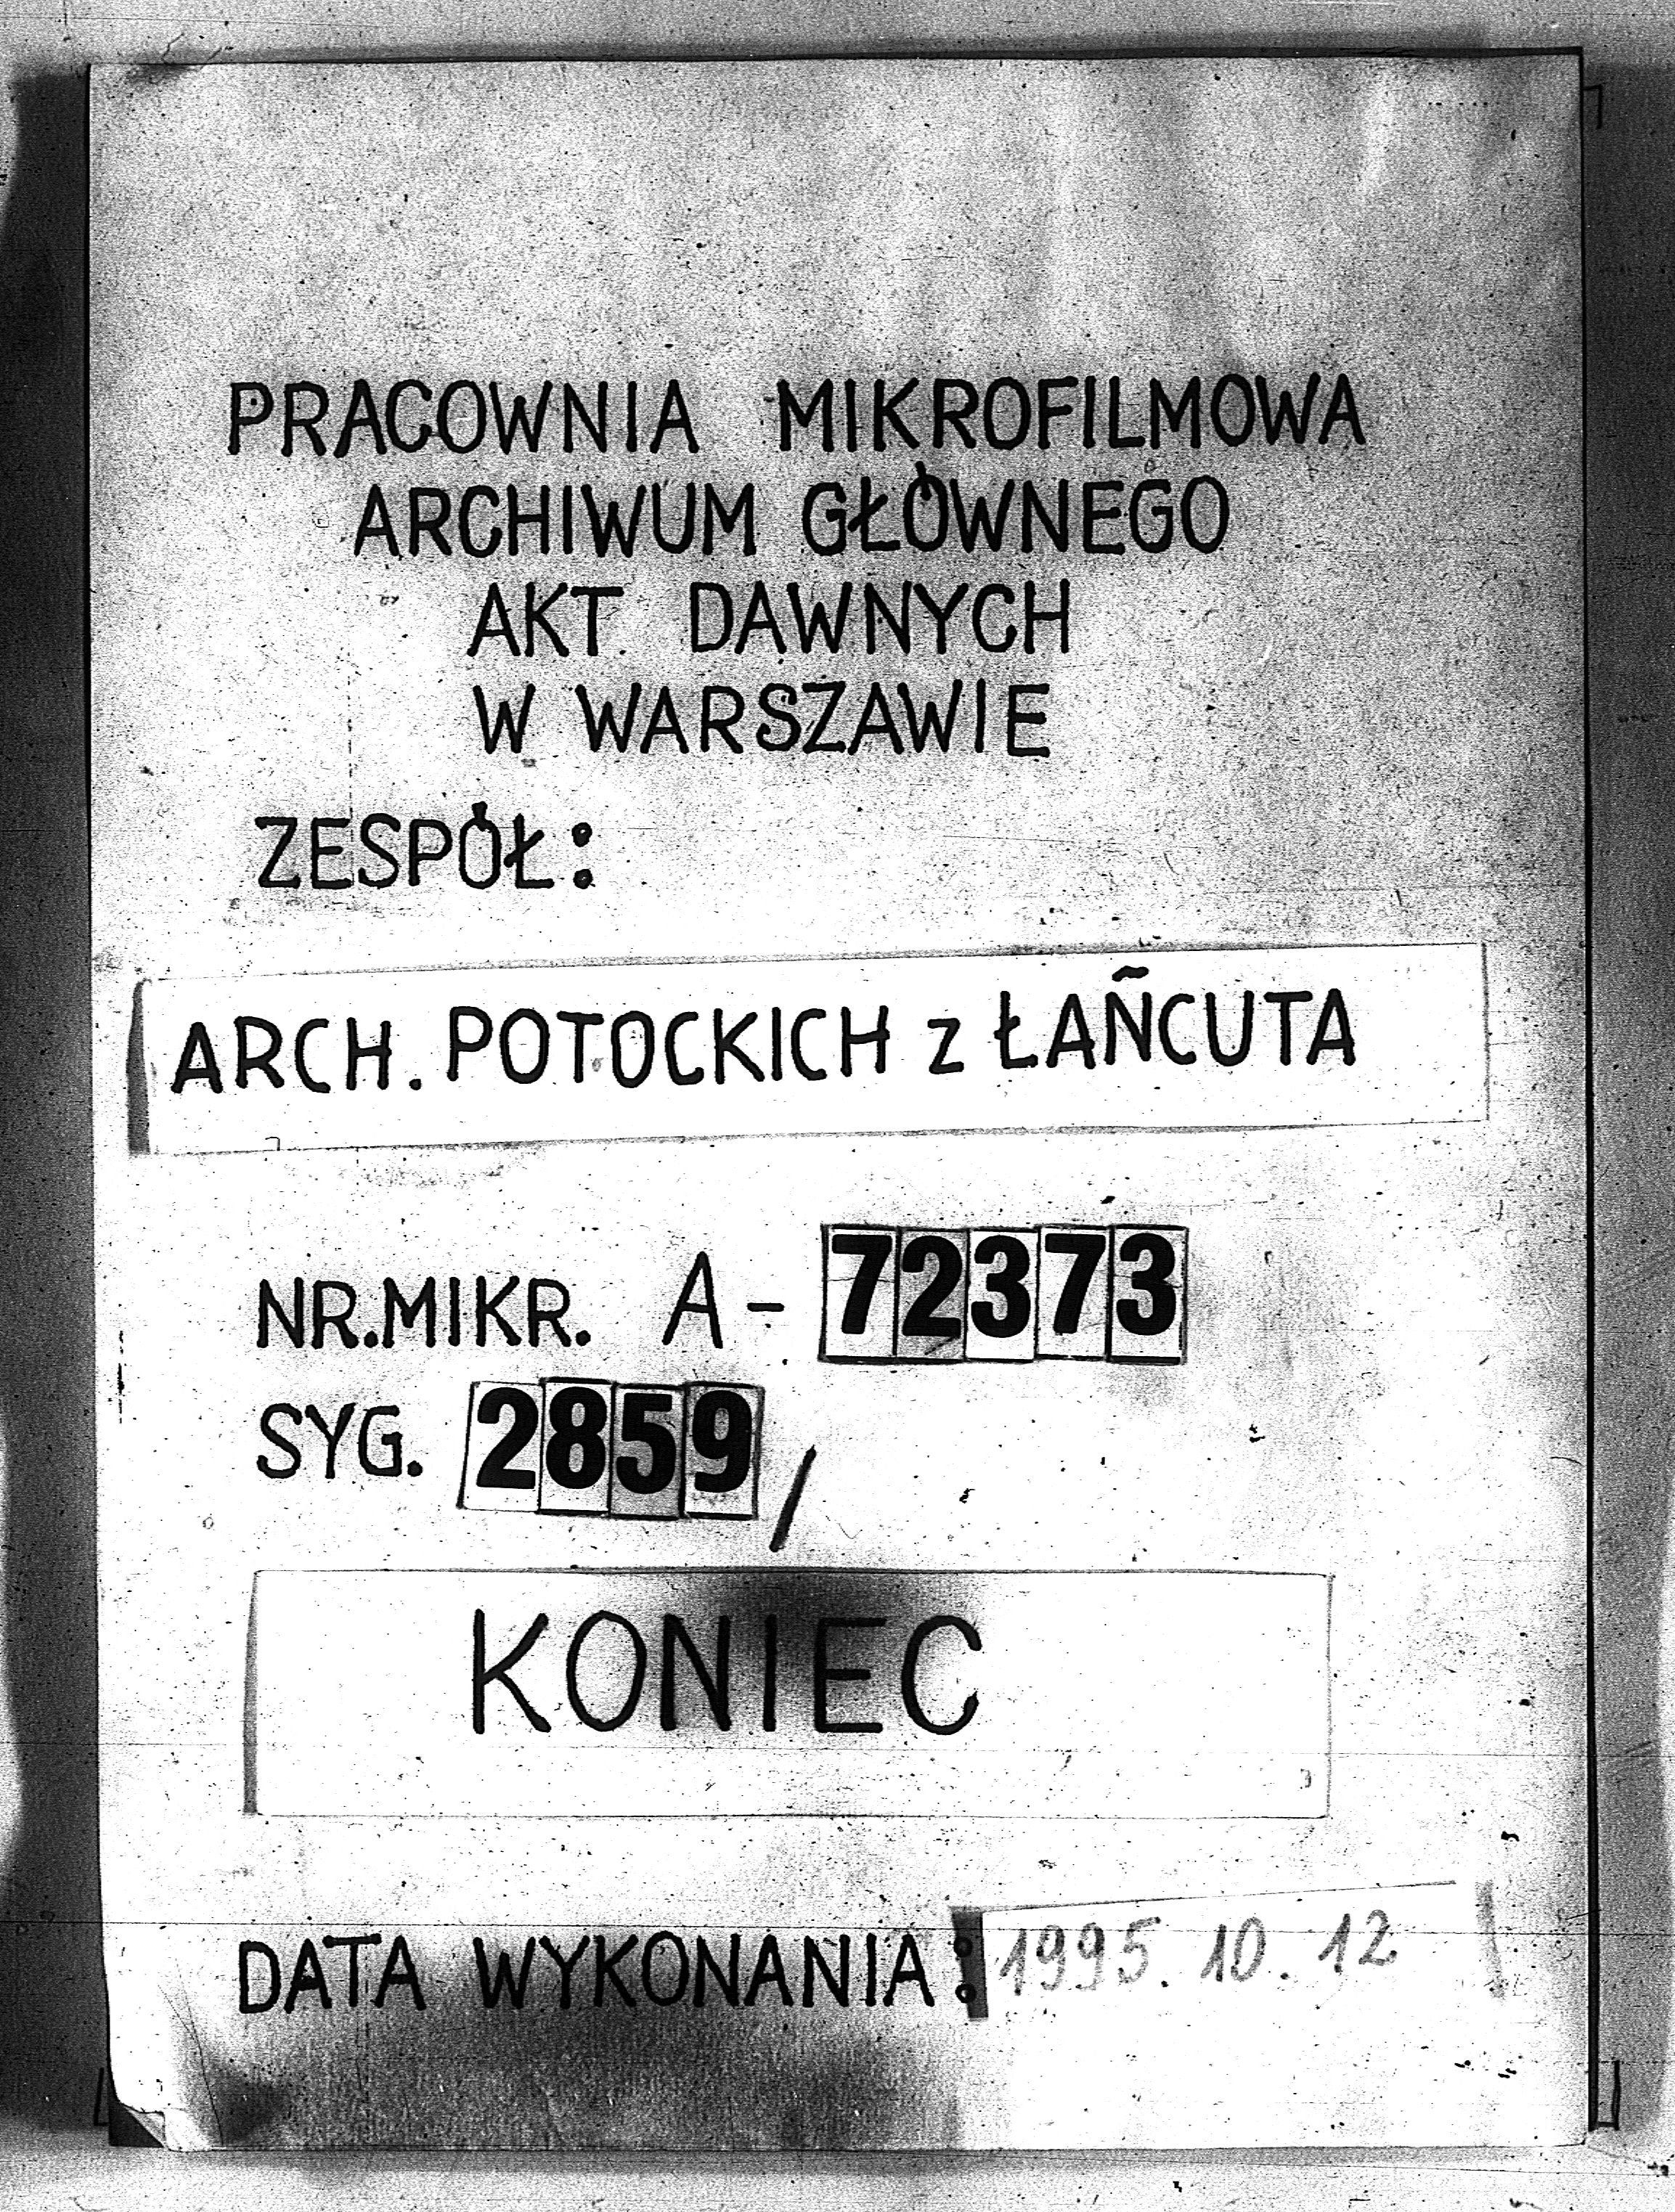 PRACOWNIA MIKROFILMOWA
ARCHIWUM GŁÓWNEGO
AKT DAWNYCH
W WARSZAWIE
ZESPÓŁ:
ARCH. POTOCKICH z ŁAŃCUTA
NR.MIKR. A- 72373
SYG. 2859/
KONIEC
DATA WYKONANIA: 1995.10.12